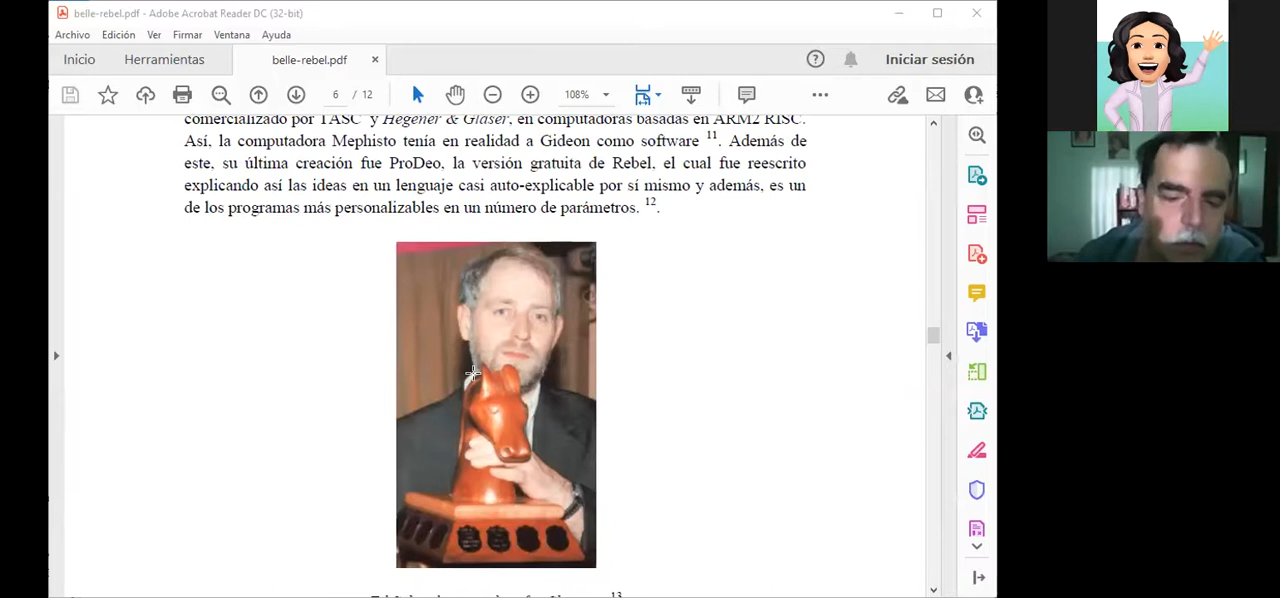 belle-rebel.pdf - Adobe Acrobat Reader DC (32-bit)
Archivo Edición Ver Firmar Ventana Ayuda
Inicio Herramientas belle-rebel.pdf × Iniciar sesión
6 / 12 108%
comercializado por TASC y Hegener & Glaser, en computadoras basadas en ARM2 RISC.
Así, la computadora Mephisto tenía en realidad a Gideon como software 11. Además de
este, su última creación fue ProDeo, la versión gratuita de Rebel, el cual fue reescrito
explicando así las ideas en un lenguaje casi auto-explicable por sí mismo y además, es un
de los programas más personalizables en un número de parámetros. 12.